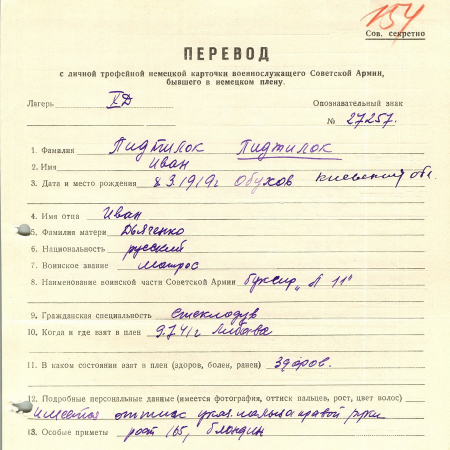 154
Сов. секретно
ПЕРЕВОД
с личной трофейной немецкой карточки военнослужащего Советской Армии,
бывшего в немецком плену.
Лагерь XД Опознавательный знак
№ 27257.
1. Фамилия Пидтилок Пидтилок
2. Имя Иван
3. Дата и место рождения 8.3.1919г Обухов Киевской обл.
4. Имя отца Иван
5. Фамилия матери Дьяченко
6. Национальность русский
7. Воинское звание матрос
8. Наименование воинской части Советской Армии буксир „Л 11"
9. Гражданская специальность стеклодув
10. Когда и где взят в плен 9.7.41г Либава
11. В каком состоянии взят в плен (здоров, болен, ранен) здоров.
12. Подробные персональные данные (имеется фотография, оттиск пальцев, рост, цвет волос)
имеется оттиск указ. пальца правой руки
13. Особые приметы рост 165, блондин